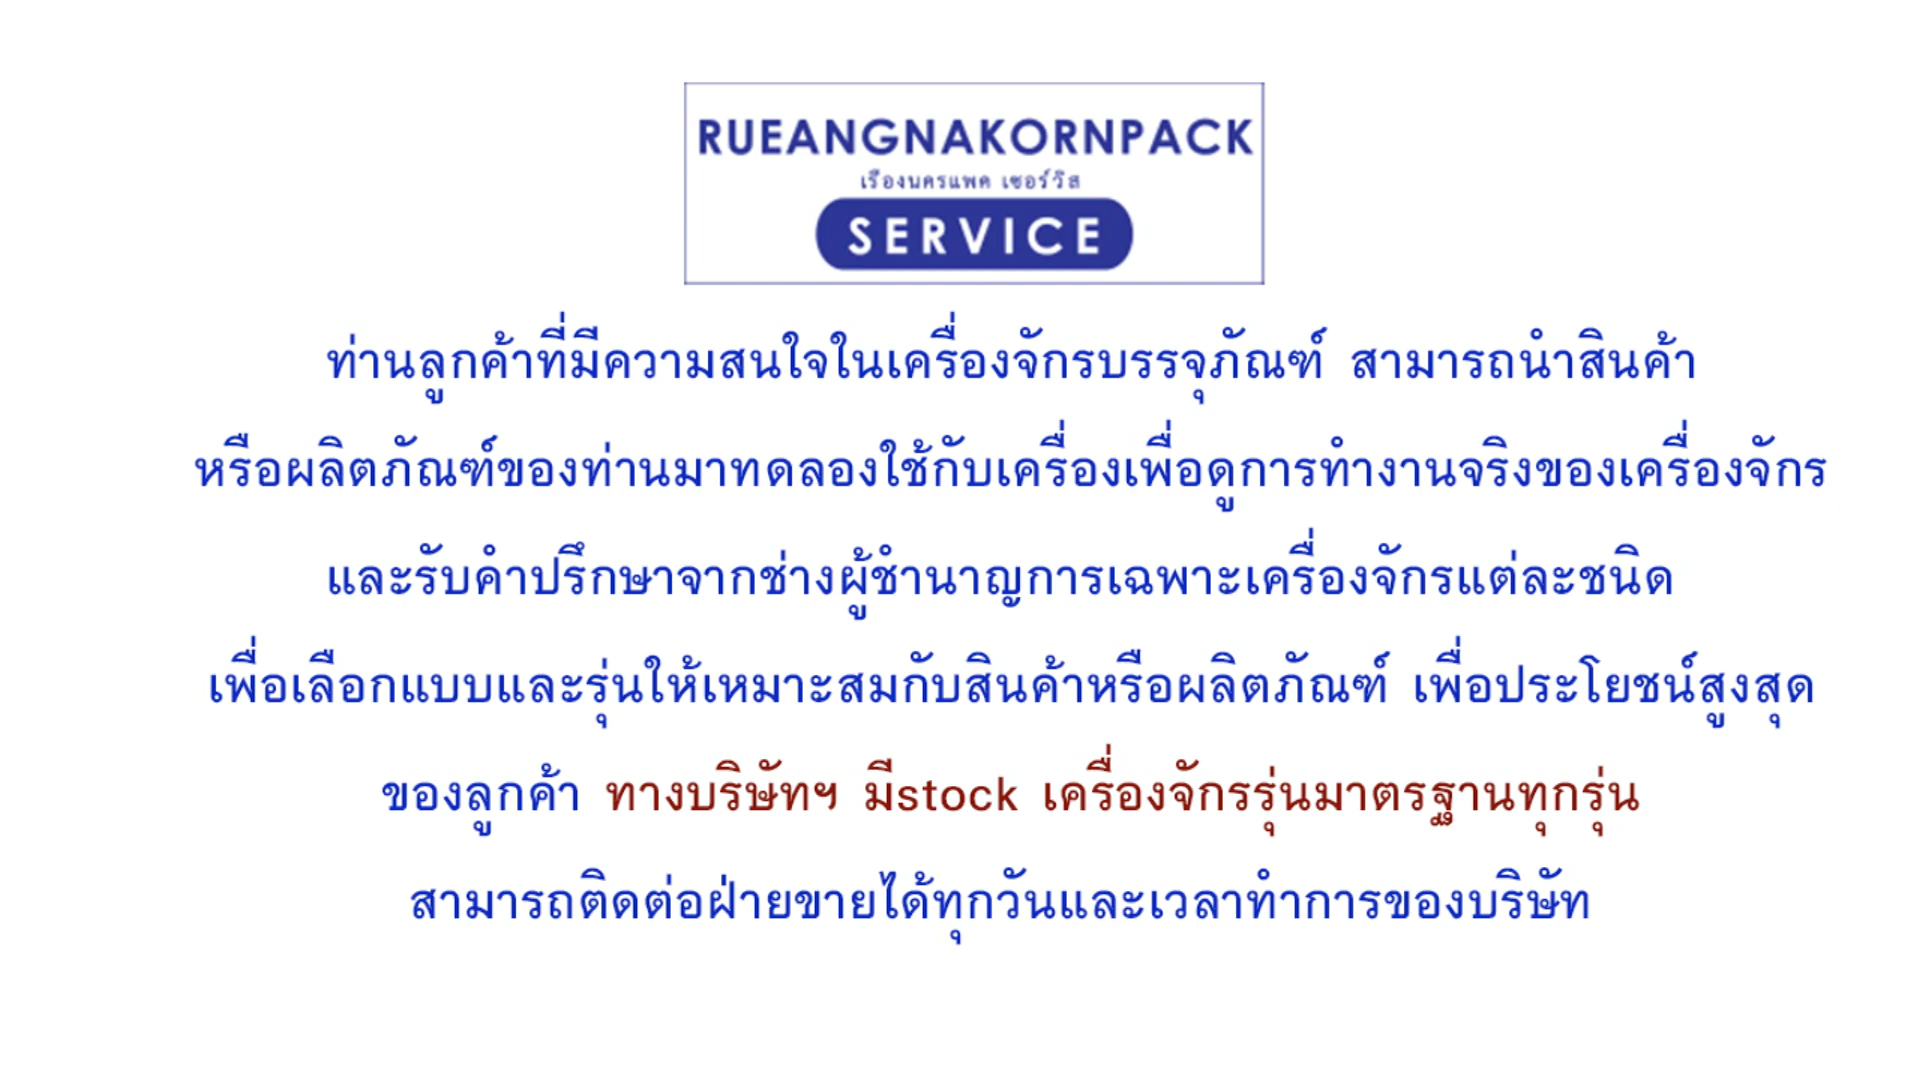 RUEANGNAKORNPACK
เรืองนครแพค เซอร์วิส
SERVICE
ท่านลูกค้าที่มีความสนใจในเครื่องจักรบรรจุภัณฑ์ สามารถนำสินค้า
หรือผลิตภัณฑ์ของท่านมาทดลองใช้กับเครื่องเพื่อดูการทำงานจริงของเครื่องจักร
และรับคำปรึกษาจากช่างผู้ชำนาญการเฉพาะเครื่องจักรแต่ละชนิด
เพื่อเลือกแบบและรุ่นให้เหมาะสมกับสินค้าหรือผลิตภัณฑ์ เพื่อประโยชน์สูงสุด
ของลูกค้า ทางบริษัทฯ มีstock เครื่องจักรรุ่นมาตรฐานทุกรุ่น
สามารถติดต่อฝ่ายขายได้ทุกวันและเวลาทำการของบริษัท